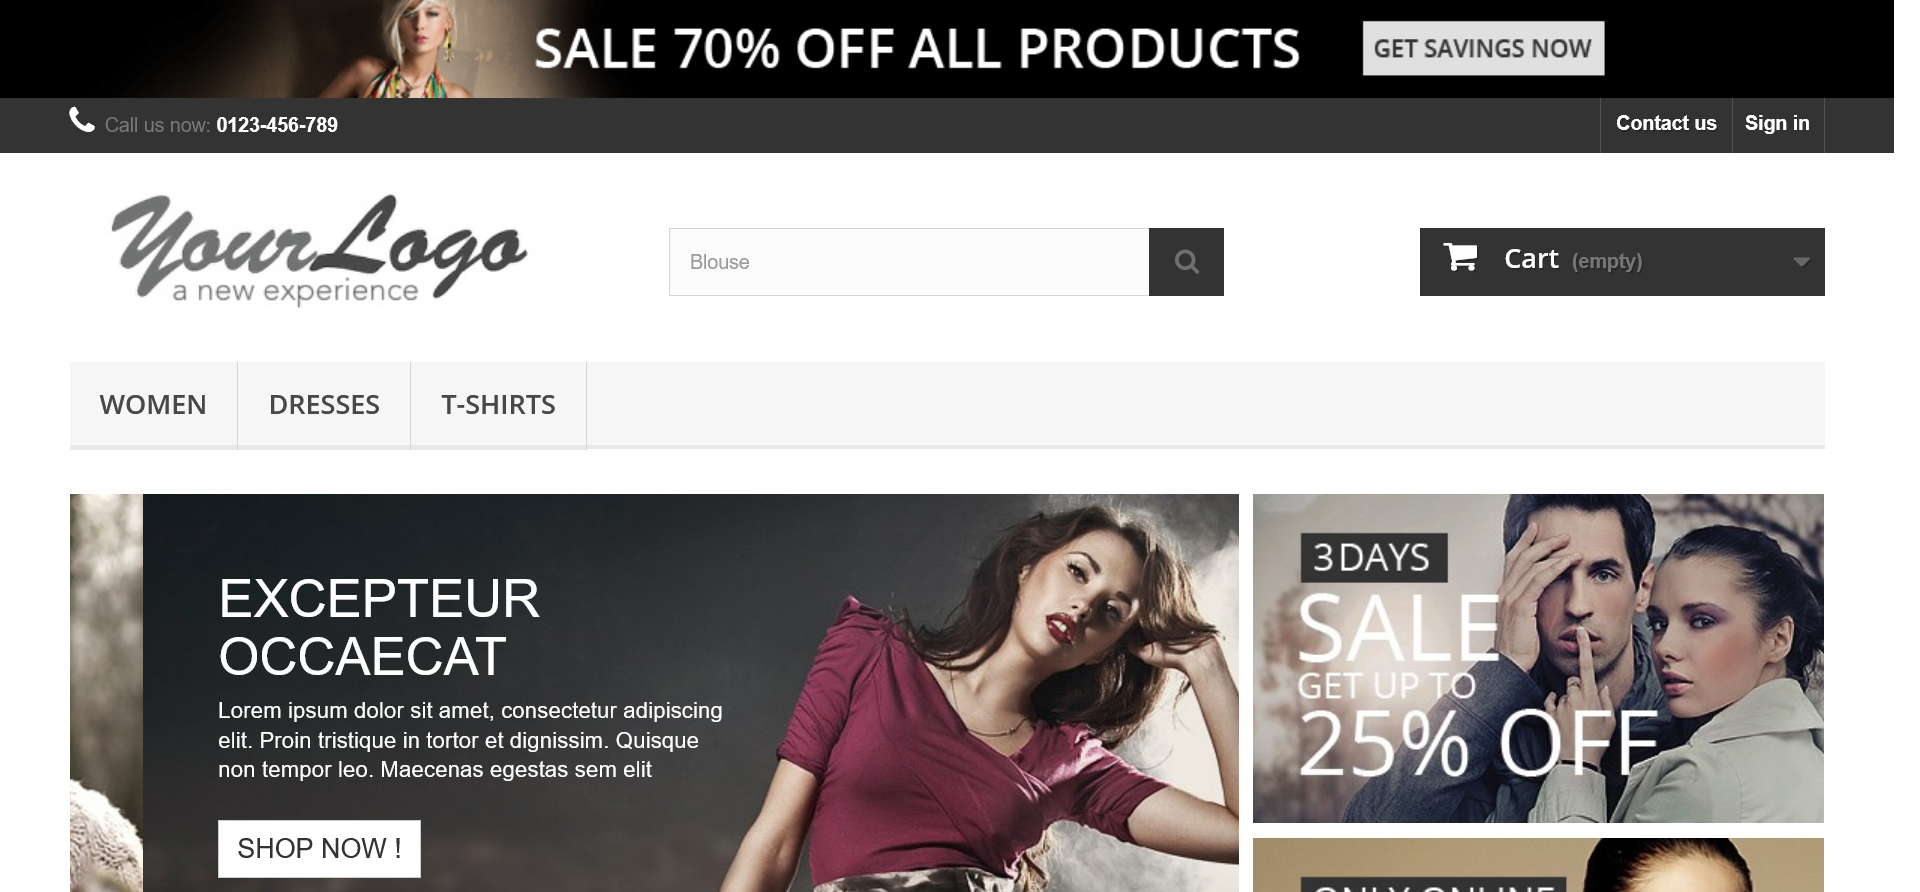 SALE 70% OFF ALL PRODUCTS
GET SAVINGS NOW
Call us now: 0123-456-789
Contact us
Sign in
YourLogo
a new experience
Blouse
Cart (empty)
WOMEN
DRESSES
T-SHIRTS
EXCEPTEUR
OCCAECAT
Lorem ipsum dolor sit amet, consectetur adipiscing
elit. Proin tristique in tortor et dignissim. Quisque
non tempor leo. Maecenas egestas sem elit
SHOP NOW !
3 DAYS
SALE
GET UP TO
25% OFF
ONLY ONLINE